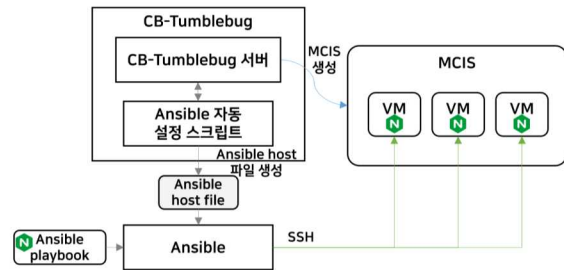 CB-Tumblebug
CB-Tumblebug 서버
MCIS
생성
MCIS
VM
VM
VM
N
N
N
Ansible 자동
설정 스크립트
Ansible host
파일 생성
Ansible
host file
N
Ansible
playbook
Ansible
SSH